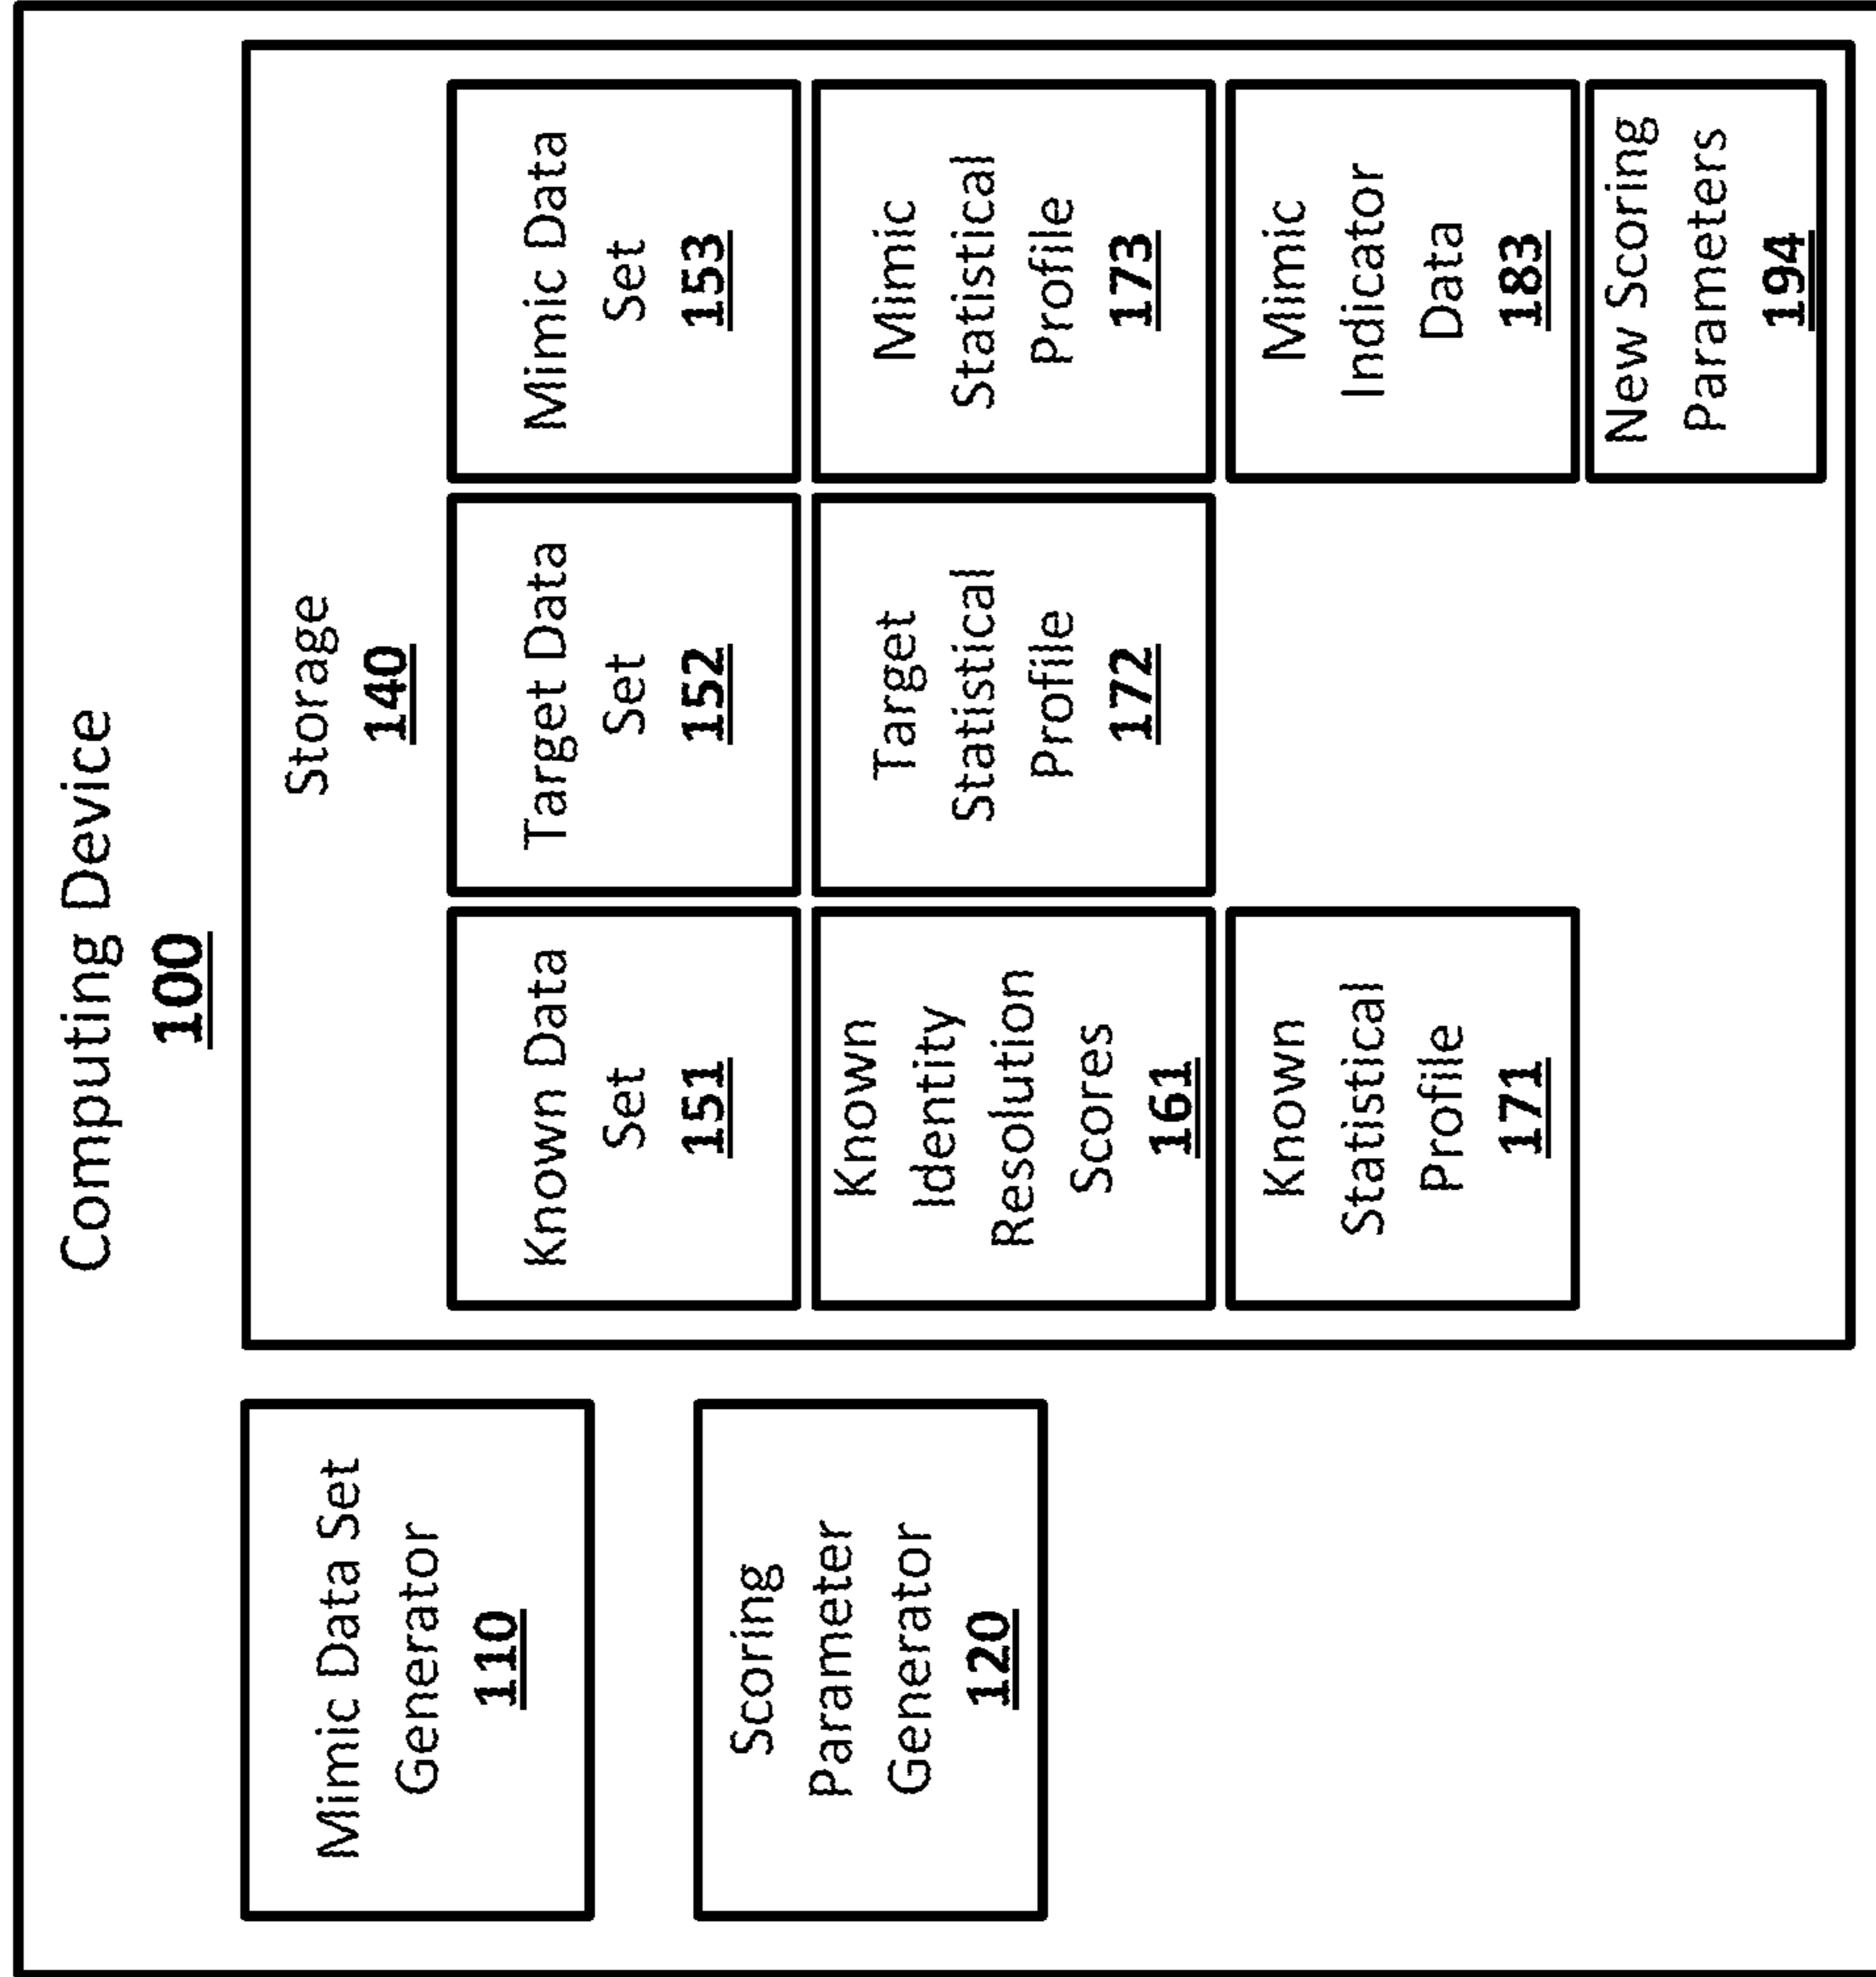 Computing Device
100
Mimic Data Set
Generator
110
Scoring
Parameter
Generator
120
Storage
140
Known Data
Set
151
Known
Identity
Resolution
Scores
161
Known
Statistical
Profile
171
Target Data
Set
152
Target
Statistical
Profile
172
Mimic Data
Set
153
Mimic
Statistical
Profile
173
Mimic
Indicator
Data
183
New Scoring
Parameters
194